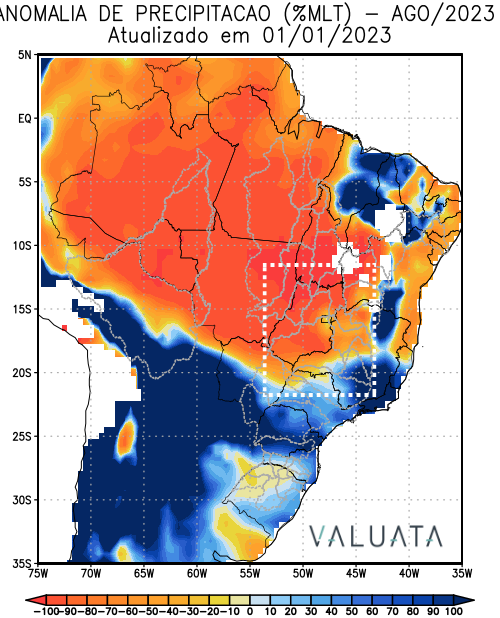 ANOMALIA DE PRECIPITACAO (%MLT) – AGO/2023
Atualizado em 01/01/2023
5N
EQ
5S
10S
15S
20S
25S
30S
35S
75W 70W 65W 60W 55W 50W 45W 40W 35W
VALUATA
-100 -90 -80 -70 -60 -50 -40 -30 -20 -10 0 10 20 30 40 50 60 70 80 90 100